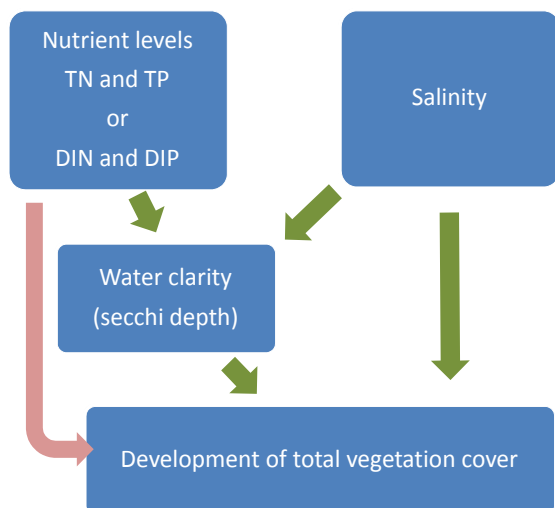 Nutrient levels
TN and TP
or
DIN and DIP
Salinity
Water clarity
(secchi depth)
Development of total vegetation cover